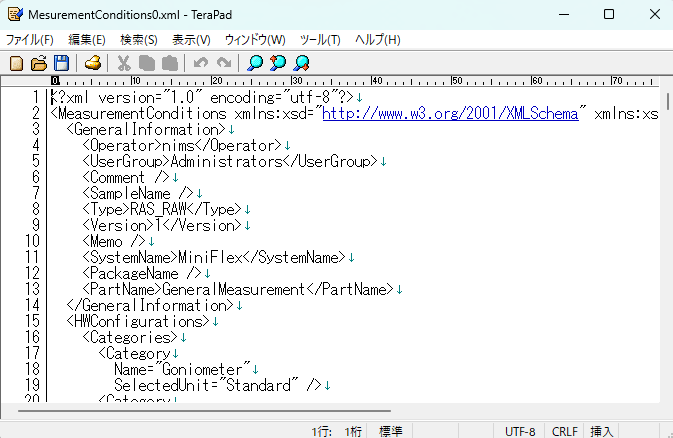 MesurementConditions0.xml - TeraPad
ファイル(F) 編集(E) 検索(S) 表示(V) ウィンドウ(W) ツール(T) ヘルプ(H)
0 10 20 30 40 50 60 70
1 <?xml version="1.0" encoding="utf-8"?>↓
2 <MeasurementConditions xmlns:xsd="http://www.w3.org/2001/XMLSchema" xmlns:xs
3 <GeneralInformation>↓
4 <Operator>nims</Operator>↓
5 <UserGroup>Administrators</UserGroup>↓
6 <Comment />↓
7 <SampleName />↓
8 <Type>RAS_RAW</Type>↓
9 <Version>1</Version>↓
10 <Memo />↓
11 <SystemName>MiniFlex</SystemName>↓
12 <PackageName />↓
13 <PartName>GeneralMeasurement</PartName>↓
14 </GeneralInformation>↓
15 <HWConfigurations>↓
16 <Categories>↓
17 <Category↓
18 Name="Goniometer"↓
19 SelectedUnit="Standard" />↓
20 <Category↓
1行: 1桁 標準 UTF-8 CRLF 挿入